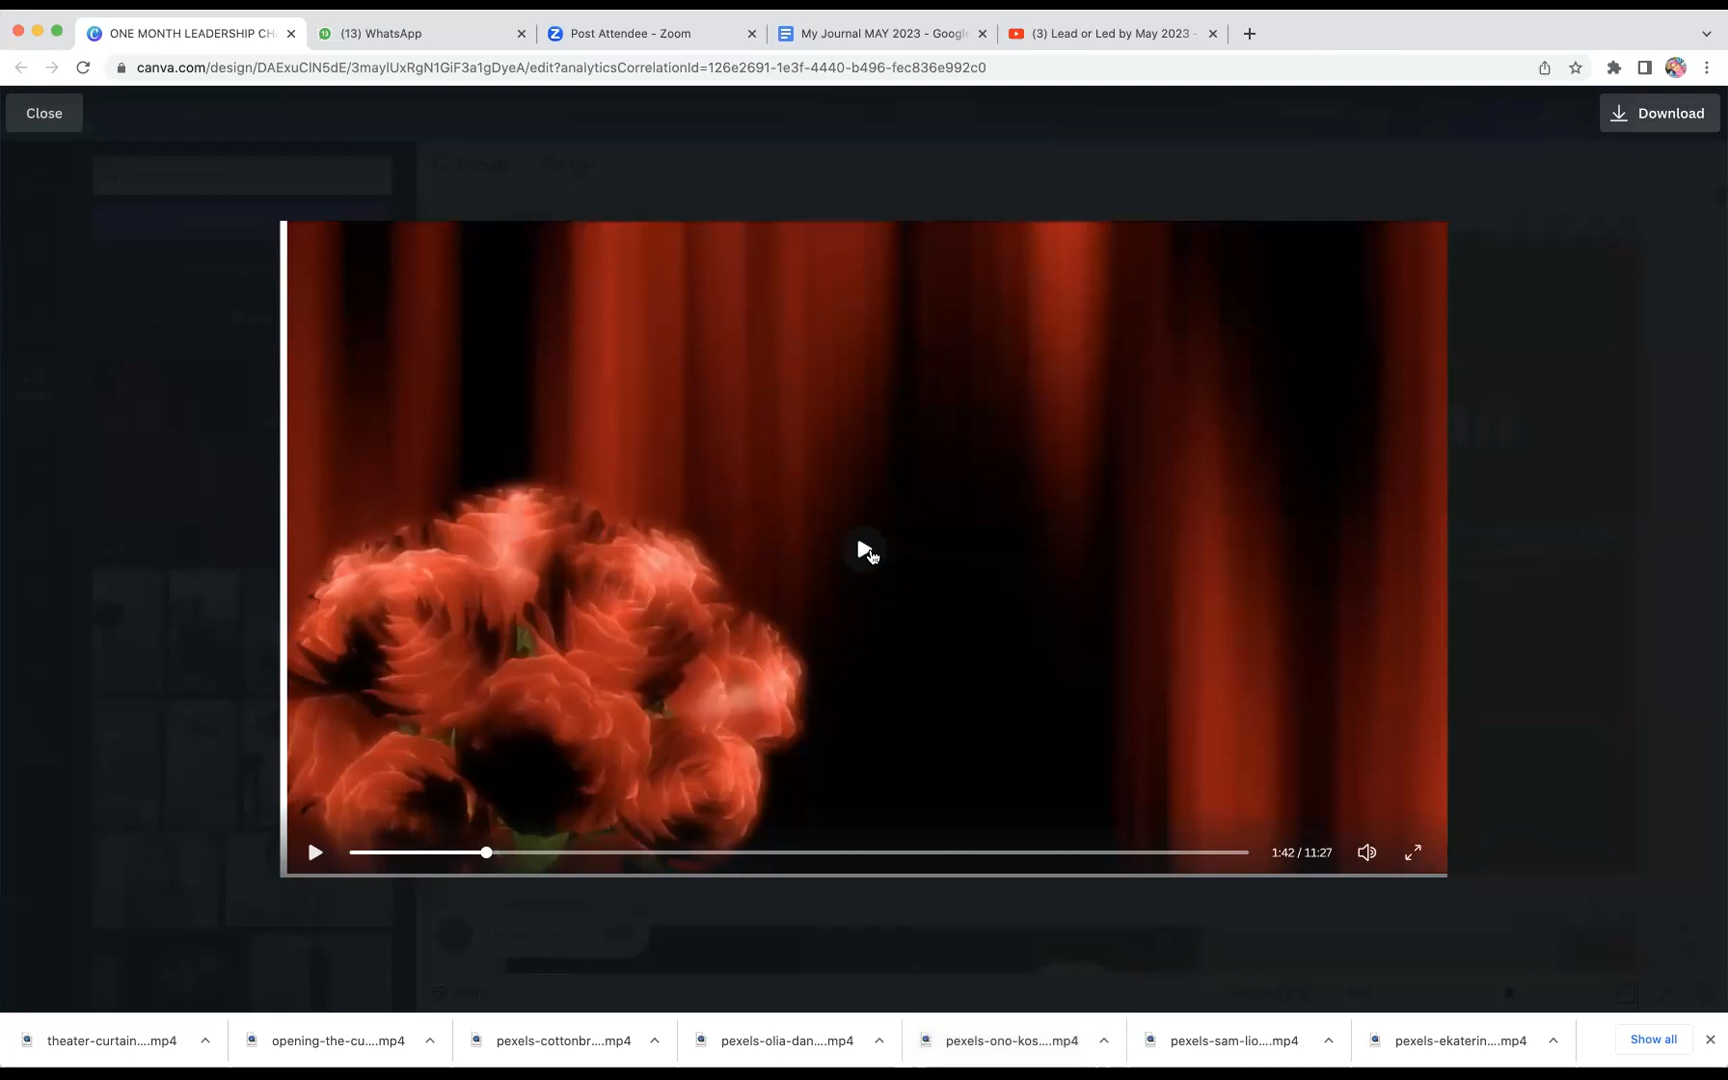 ONE MONTH LEADERSHIP CH
(13) WhatsApp
Post Attendee - Zoom
My Journal MAY 2023 - Googl
(3) Lead or Led by May 2023 -
canva.com/design/DAExuClN5dE/3maylUxRgN1GiF3a1gDyeA/edit?analyticsCorrelationId=126e2691-1e3f-4440-b496-fec836e992c0
Close
Download
1:42 / 11:27
theater-curtain....mp4
opening-the-cu....mp4
pexels-cottonbr....mp4
pexels-olia-dan....mp4
pexels-ono-kos....mp4
pexels-sam-lio....mp4
pexels-ekaterin....mp4
Show all